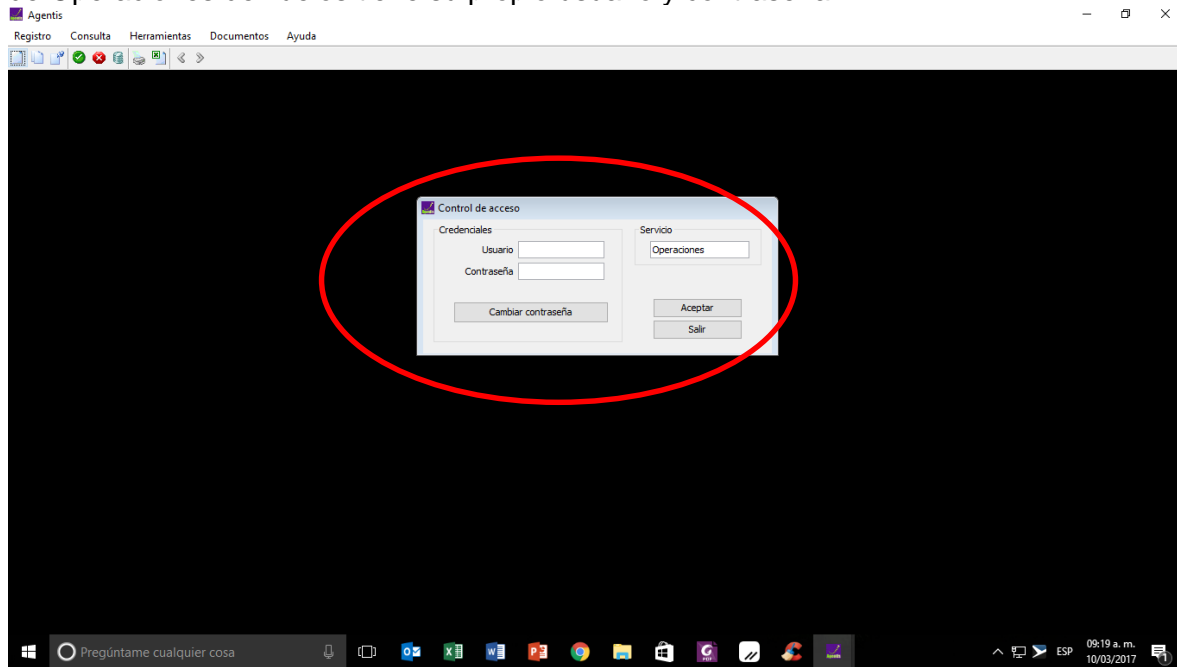 Agentis
Registro Consulta Herramientas Documentos Ayuda
Control de acceso
Credenciales
Servicio
Usuario
Operaciones
Contraseña
Cambiar contraseña
Aceptar
Salir
Pregúntame cualquier cosa
ESP
09:19 a. m.
10/03/2017